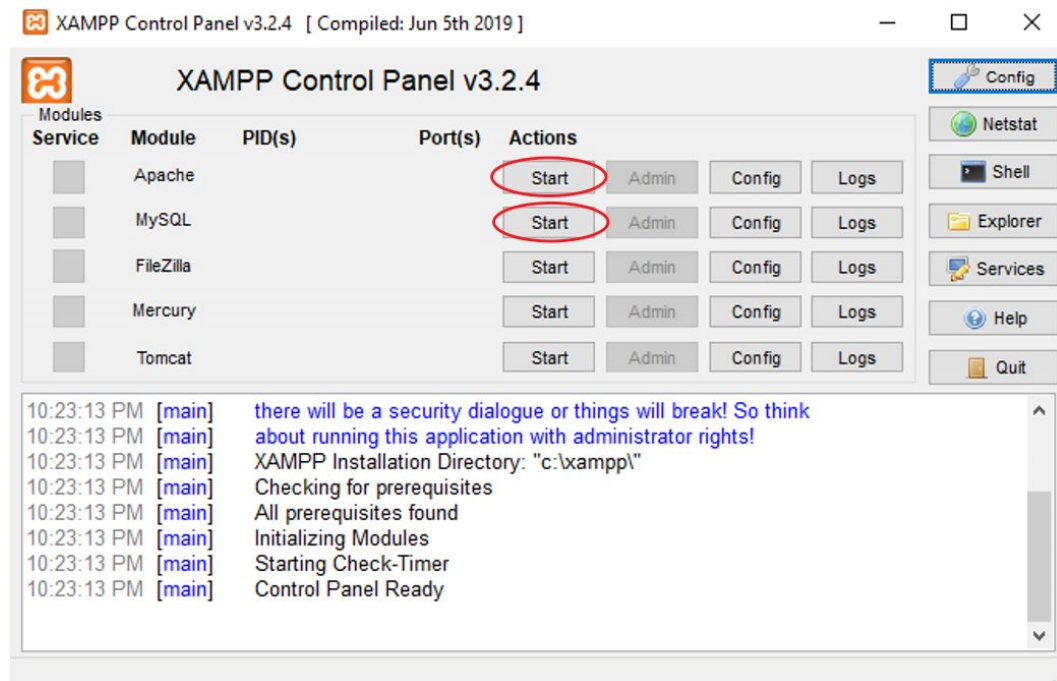 XAMPP Control Panel v3.2.4 [ Compiled: Jun 5th 2019 ]
XAMPP Control Panel v3.2.4
Config
Modules
Service Module PID(s) Port(s) Actions
Netstat
Apache Start Admin Config Logs
Shell
MySQL Start Admin Config Logs
Explorer
FileZilla Start Admin Config Logs
Services
Mercury Start Admin Config Logs
Help
Tomcat Start Admin Config Logs
Quit
10:23:13 PM [main] there will be a security dialogue or things will break! So think
10:23:13 PM [main] about running this application with administrator rights!
10:23:13 PM [main] XAMPP Installation Directory: "c:\xampp\"
10:23:13 PM [main] Checking for prerequisites
10:23:13 PM [main] All prerequisites found
10:23:13 PM [main] Initializing Modules
10:23:13 PM [main] Starting Check-Timer
10:23:13 PM [main] Control Panel Ready